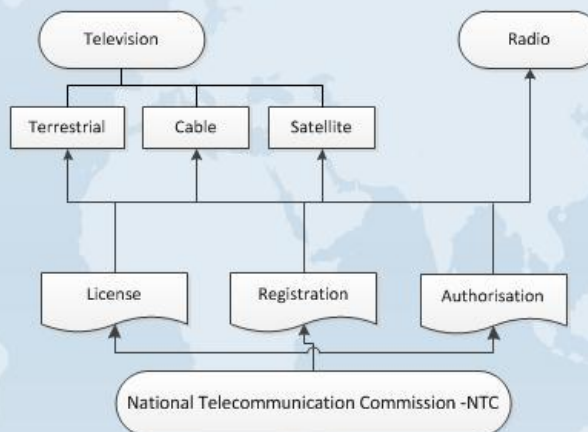 Television
Radio
Terrestrial
Cable
Satellite
License
Registration
Authorisation
National Telecommunication Commission -NTC